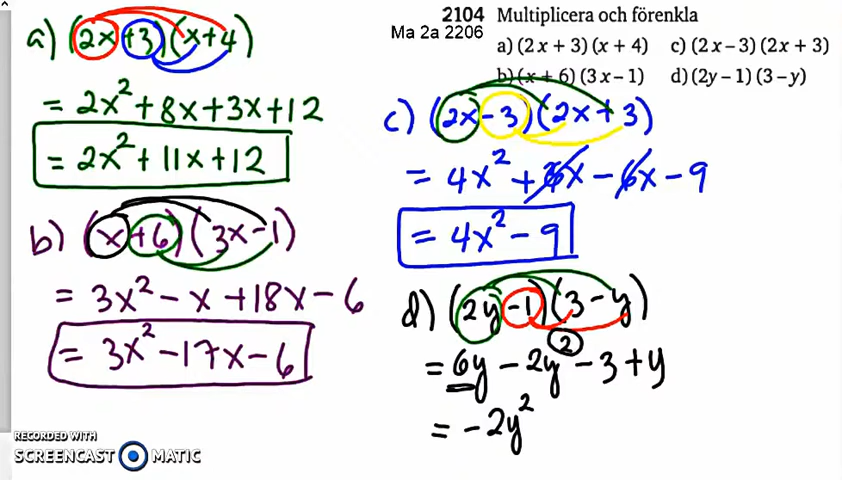 2104 Multiplicera och förenkla
Ma 2a 2206
a) (2x + 3)(x + 4) c) (2x – 3)(2x + 3)
b) (x + 6)(3x – 1) d) (2y – 1)(3 – y)
a) (2x + 3)(x + 4)
= 2x² + 8x + 3x + 12
= 2x² + 11x + 12
b) (x + 6)(3x – 1)
= 3x² – x + 18x – 6
= 3x² – 17x – 6
c) (2x – 3)(2x + 3)
= 4x² + 6x – 6x – 9
= 4x² – 9
d) (2y – 1)(3 – y)
= 6y – 2y² – 3 + y
= –2y²
RECORDED WITH
SCREENCAST MATIC